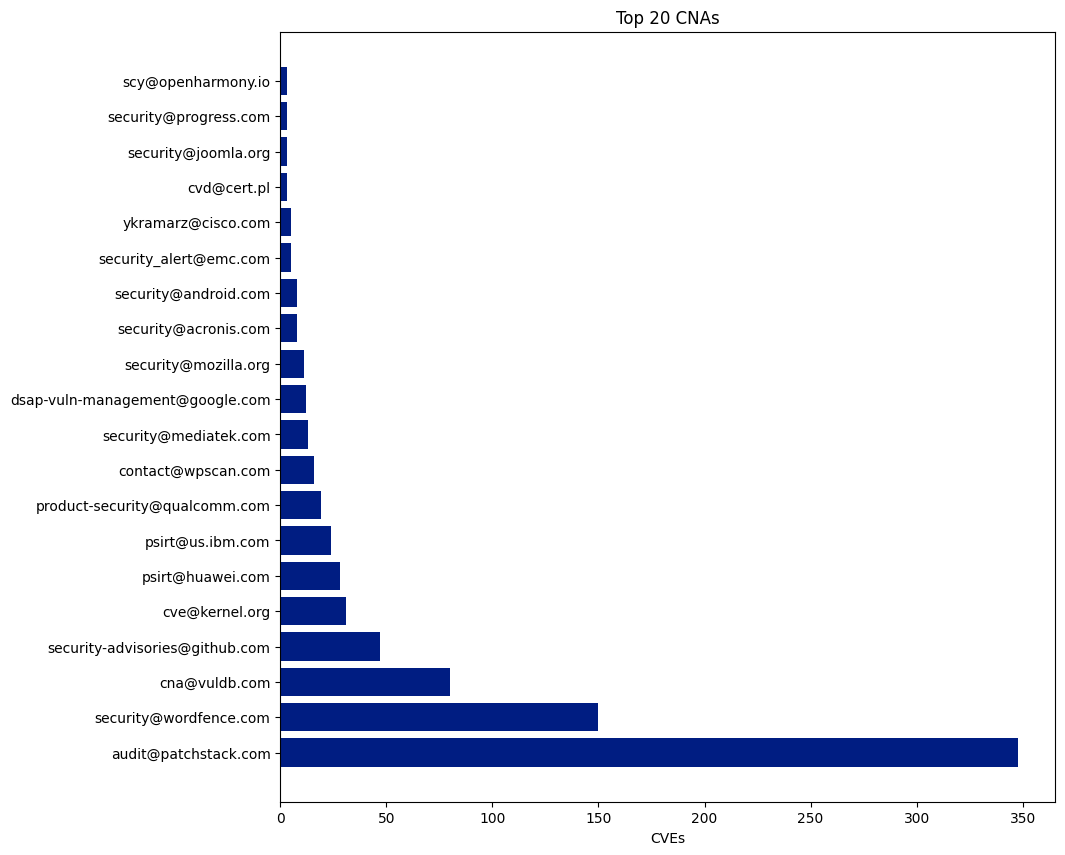 Top 20 CNAs
scy@openharmony.io
security@progress.com
security@joomla.org
cvd@cert.pl
ykramarz@cisco.com
security_alert@emc.com
security@android.com
security@acronis.com
security@mozilla.org
dsap-vuln-management@google.com
security@mediatek.com
contact@wpscan.com
product-security@qualcomm.com
psirt@us.ibm.com
psirt@huawei.com
cve@kernel.org
security-advisories@github.com
cna@vuldb.com
security@wordfence.com
audit@patchstack.com
0 50 100 150 200 250 300 350
CVEs